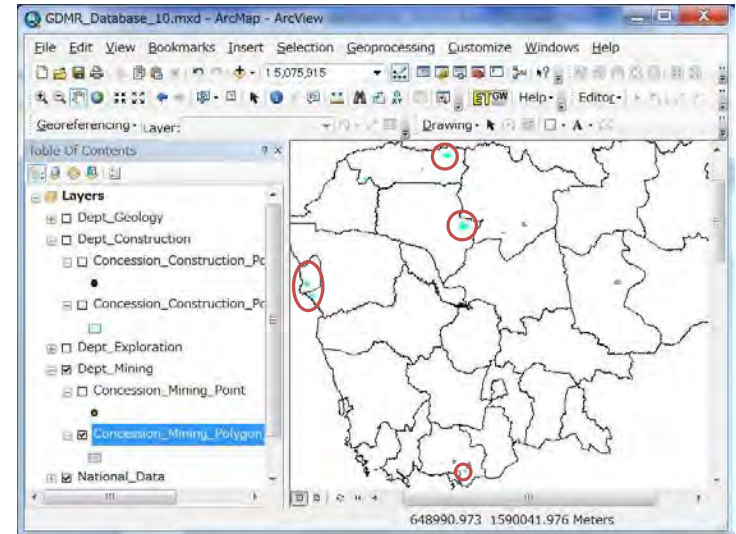 GDMR_Database_10.mxd - ArcMap - ArcView
File Edit View Bookmarks Insert Selection Geoprocessing Customize Windows Help
1:5,075,915
Help Editor
Georeferencing Layer: Drawing A
Table Of Contents
Layers
Dept_Geology
Dept_Construction
Concession_Construction_Pc
Concession_Construction_Pc
Dept_Exploration
Dept_Mining
Concession_Mining_Point
Concession_Mining_Polygon
National_Data
648990.973 1590041.976 Meters